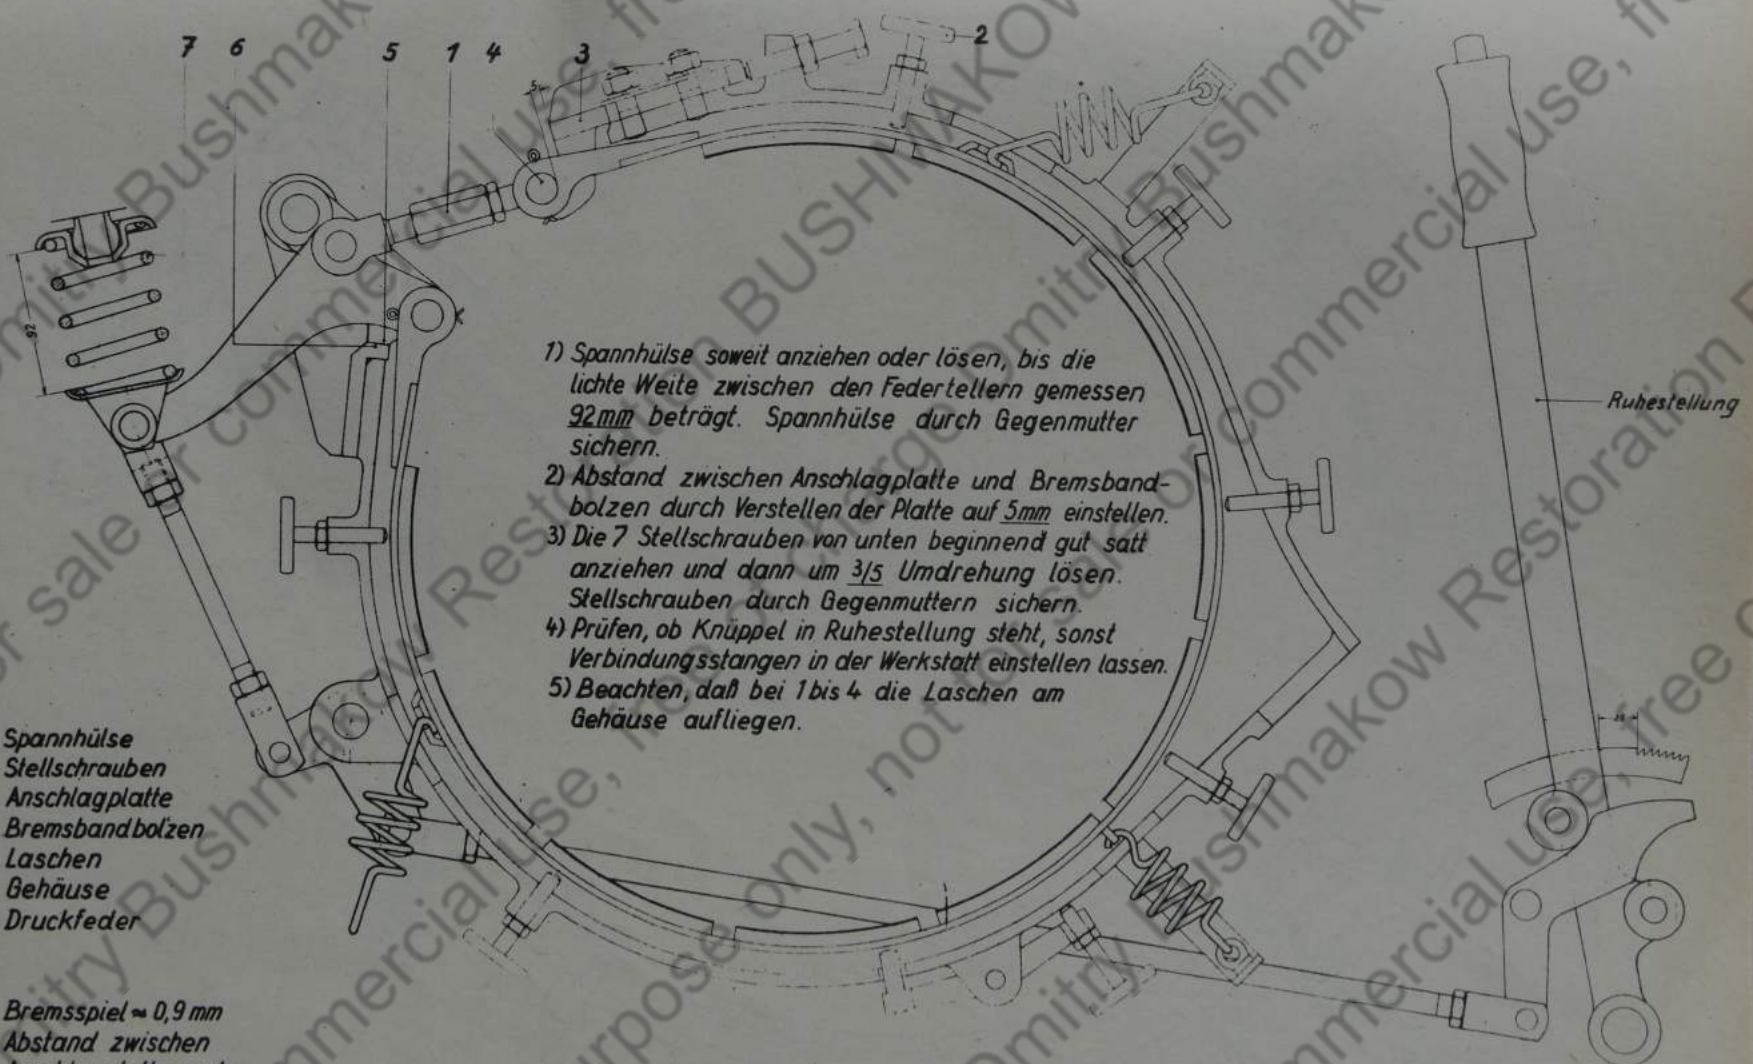 7 6 5 1 4 3 2
5
92
1) Spannhülse soweit anziehen oder lösen, bis die
lichte Weite zwischen den Federtellern gemessen
92mm beträgt. Spannhülse durch Gegenmutter
sichern.
2) Abstand zwischen Anschlagplatte und Bremsband-
bolzen durch Verstellen der Platte auf 5mm einstellen.
3) Die 7 Stellschrauben von unten beginnend gut satt
anziehen und dann um 3/5 Umdrehung lösen.
Stellschrauben durch Gegenmuttern sichern.
4) Prüfen, ob Knüppel in Ruhestellung steht, sonst
Verbindungsstangen in der Werkstatt einstellen lassen.
5) Beachten, daß bei 1 bis 4 die Laschen am
Gehäuse aufliegen.
Ruhestellung
Spannhülse
Stellschrauben
Anschlagplatte
Bremsbandbolzen
Laschen
Gehäuse
Druckfeder
Bremsspiel ≈ 0,9 mm
Abstand zwischen